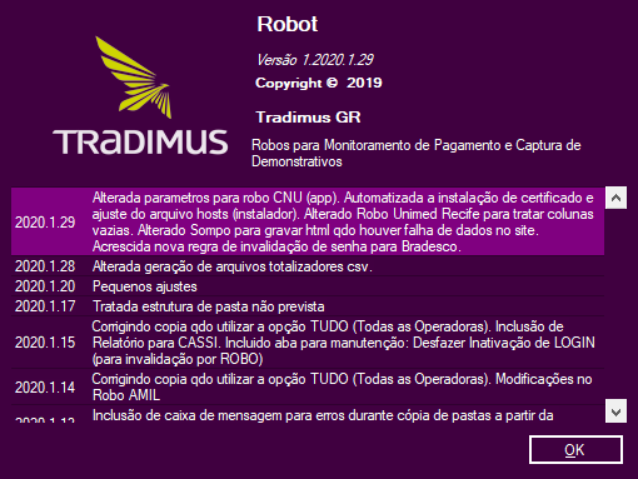 Robot
Versão 1.2020.1.29
Copyright © 2019
TRADIMUS
Tradimus GR
Robos para Monitoramento de Pagamento e Captura de
Demonstrativos
2020.1.29
Alterada parametros para robo CNU (app). Automatizada a instalação de certificado e
ajuste do arquivo hosts (instalador). Alterado Robo Unimed Recife para tratar colunas
vazias. Alterado Sompo para gravar html qdo houver falha de dados no site.
Acrescida nova regra de invalidação de senha para Bradesco.
2020.1.28 Alterada geração de arquivos totalizadores csv.
2020.1.20 Pequenos ajustes
2020.1.17 Tratada estrutura de pasta não prevista
2020.1.15
Corrigindo copia qdo utilizar a opção TUDO (Todas as Operadoras). Inclusão de
Relatório para CASSI. Incluido aba para manutenção: Desfazer Inativação de LOGIN
(para invalidação por ROBO)
2020.1.14
Corrigindo copia qdo utilizar a opção TUDO (Todas as Operadoras). Modificações no
Robo AMIL
Inclusão de caixa de mensagem para erros durante cópia de pastas a partir da
OK